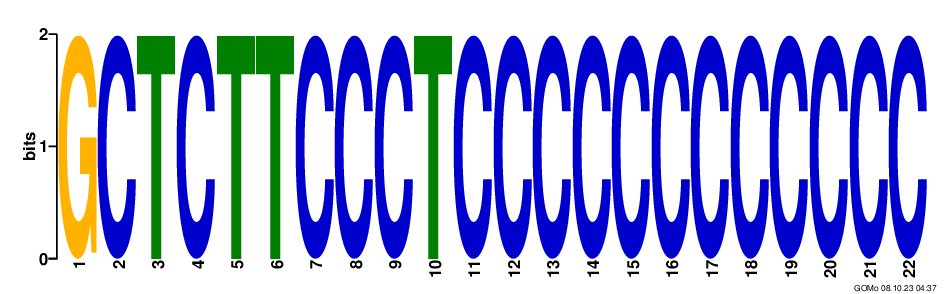 2
bits
1
0
GCTCTTCCCTCCCCCCCCCCCC
1 2 3 4 5 6 7 8 9 10 11 12 13 14 15 16 17 18 19 20 21 22
GOMo 08.10.23 04:37